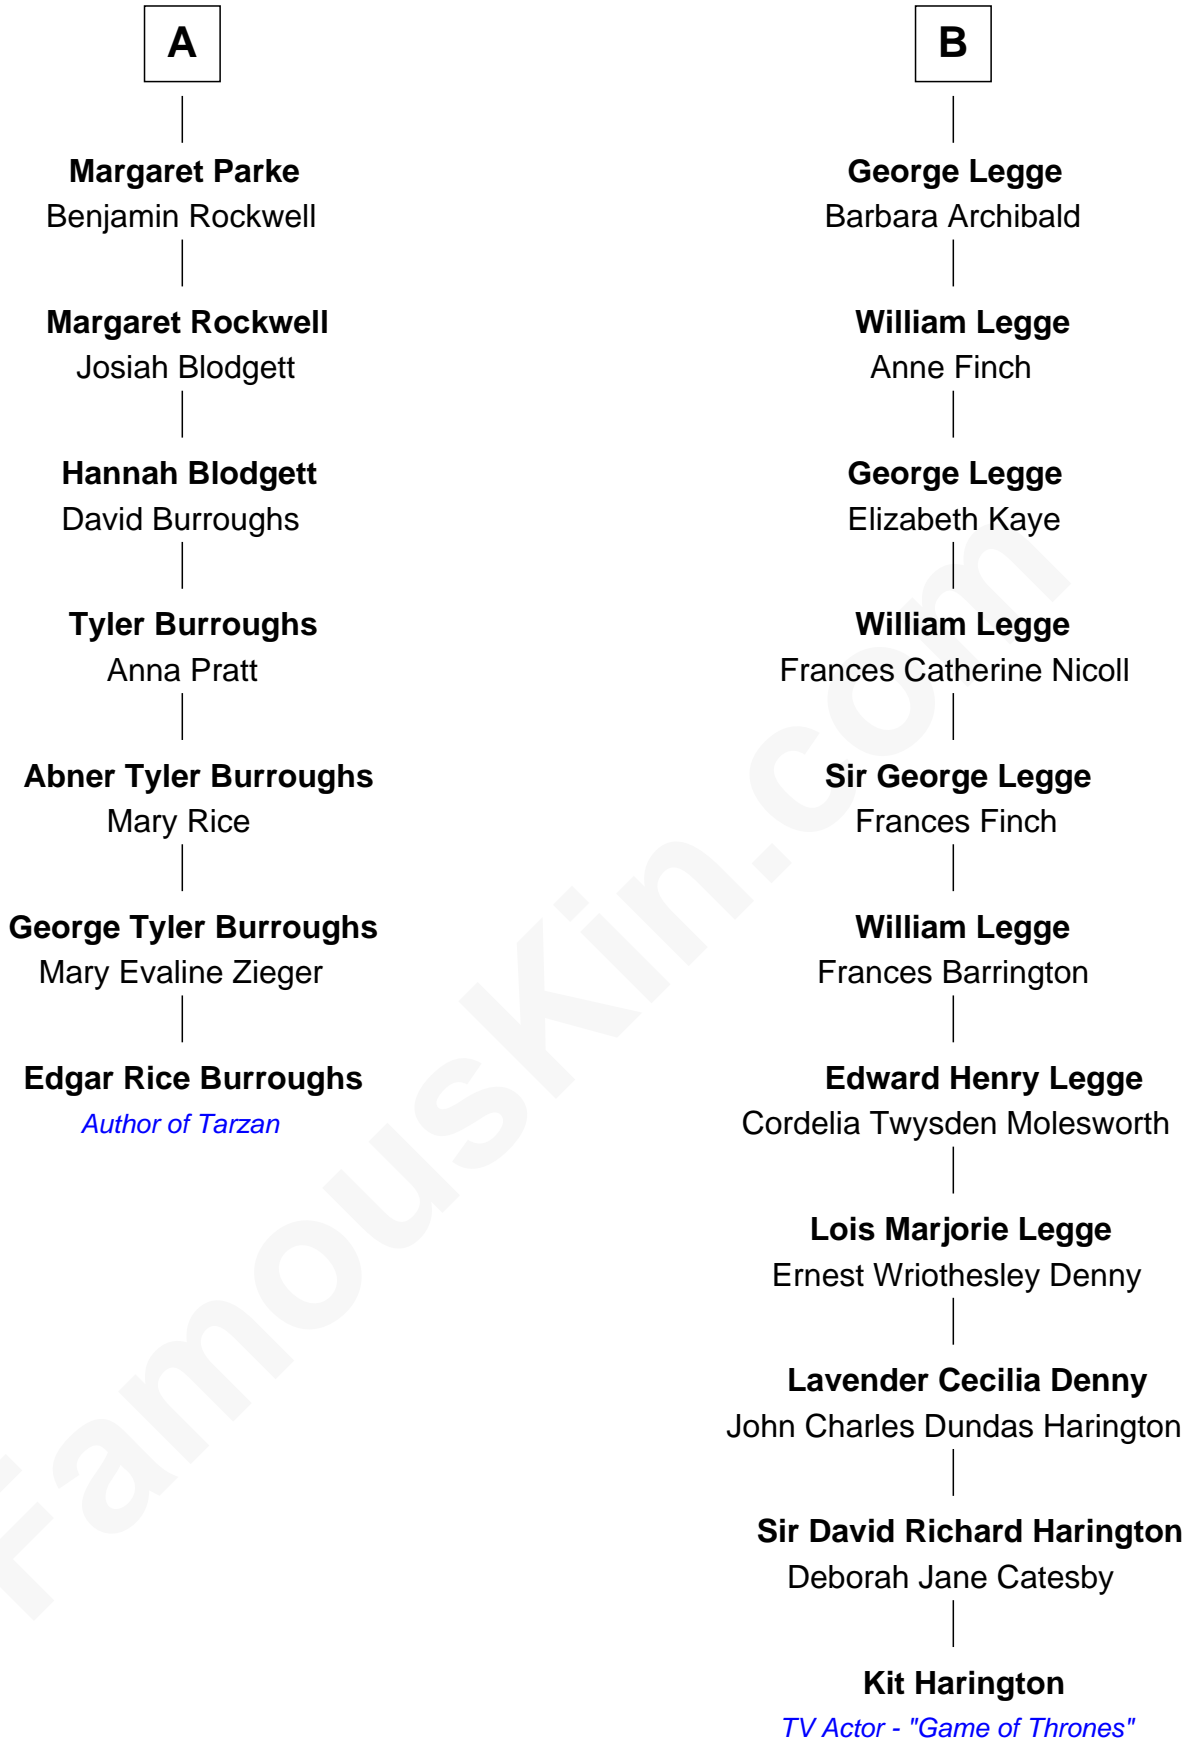 A
Margaret Parke
Benjamin Rockwell
Margaret Rockwell
Josiah Blodgett
Hannah Blodgett
David Burroughs
Tyler Burroughs
Anna Pratt
Abner Tyler Burroughs
Mary Rice
George Tyler Burroughs
Mary Evaline Zieger
Edgar Rice Burroughs
Author of Tarzan
B
George Legge
Barbara Archibald
William Legge
Anne Finch
George Legge
Elizabeth Kaye
William Legge
Frances Catherine Nicoll
Sir George Legge
Frances Finch
William Legge
Frances Barrington
Edward Henry Legge
Cordelia Twysden Molesworth
Lois Marjorie Legge
Ernest Wriothesley Denny
Lavender Cecilia Denny
John Charles Dundas Harington
Sir David Richard Harington
Deborah Jane Catesby
Kit Harington
TV Actor - "Game of Thrones"
FamousKin.com